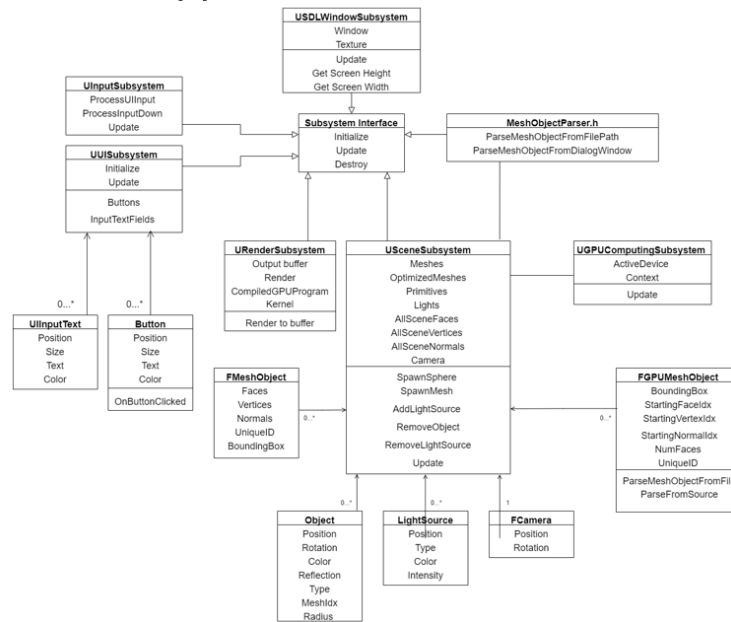 USDLWindowSubsystem
Window
Texture
Update
Get Screen Height
Get Screen Width
UInputSubsystem
ProcessUIInput
ProcessInputDown
Update
Subsystem Interface
Initialize
Update
Destroy
MeshObjectParser.h
ParseMeshObjectFromFilePath
ParseMeshObjectFromDialogWindow
UUISubsystem
Initialize
Update
Buttons
InputTextFields
URenderSubsystem
Output buffer
Render
CompiledGPUProgram
Kernel
Render to buffer
USceneSubsystem
Meshes
OptimizedMeshes
Primitives
Lights
AllSceneFaces
AllSceneVertices
AllSceneNormals
Camera
SpawnSphere
SpawnMesh
AddLightSource
RemoveObject
RemoveLightSource
Update
UGPUComputingSubsystem
ActiveDevice
Context
Update
0...*
0...*
UIInputText
Position
Size
Text
Color
Button
Position
Size
Text
Color
OnButtonClicked
FMeshObject
Faces
Vertices
Normals
UniqueID
BoundingBox
0...*
FGPUMeshObject
BoundingBox
StartingFaceIdx
StartingVertexIdx
StartingNormalIdx
NumFaces
UniqueID
ParseMeshObjectFromFil
ParseFromSource
0...*
0...*
0...*
1
Object
Position
Rotation
Color
Reflection
Type
MeshIdx
Radius
LightSource
Position
Type
Color
Intensity
FCamera
Position
Rotation